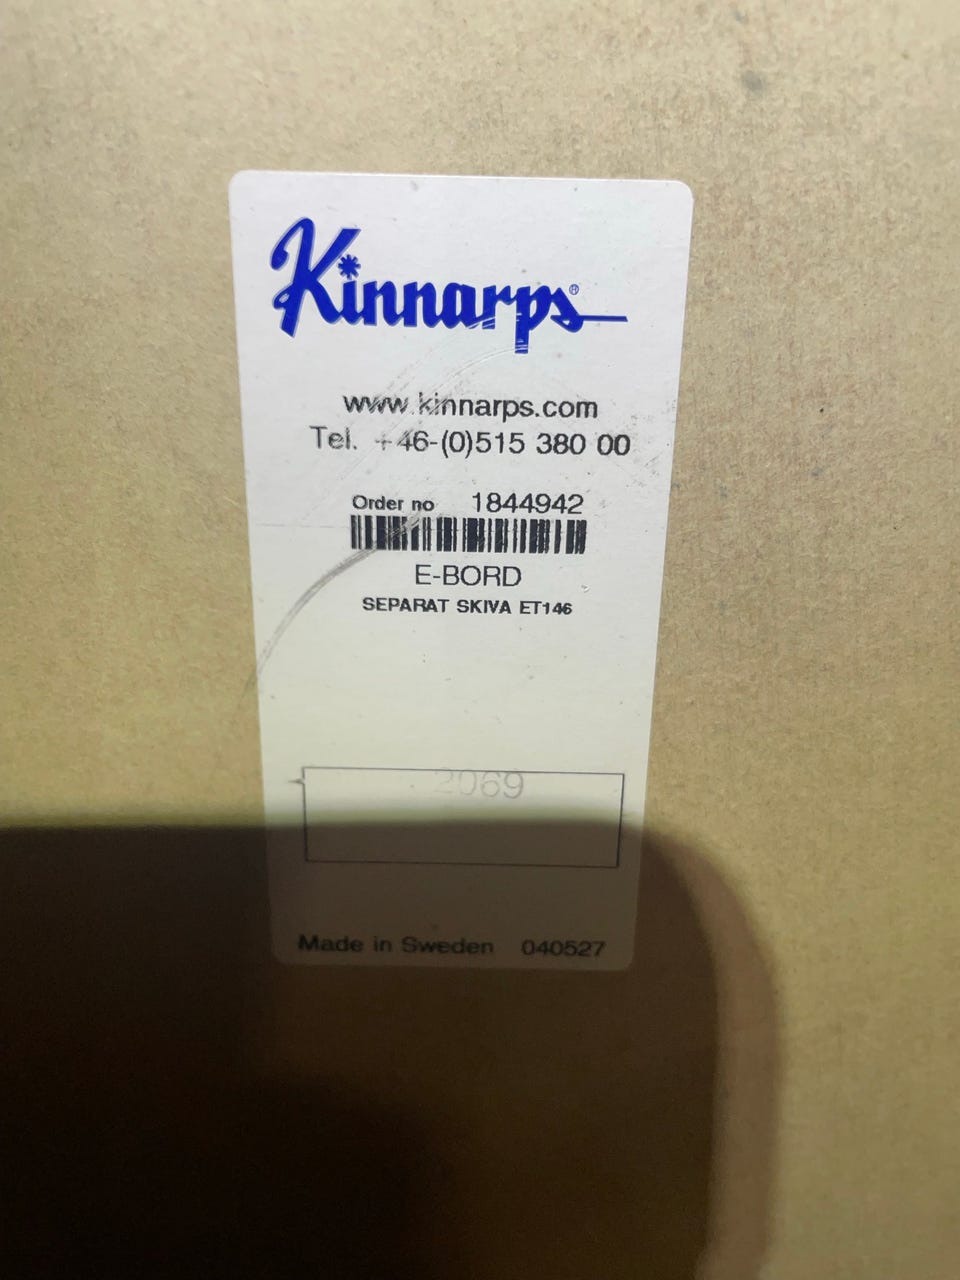 Kinnarps®
www.kinnarps.com
Tel. +46-(0)515 380 00
Order no 1844942
E-BORD
SEPARAT SKIVA ET146
2069
Made in Sweden 040527